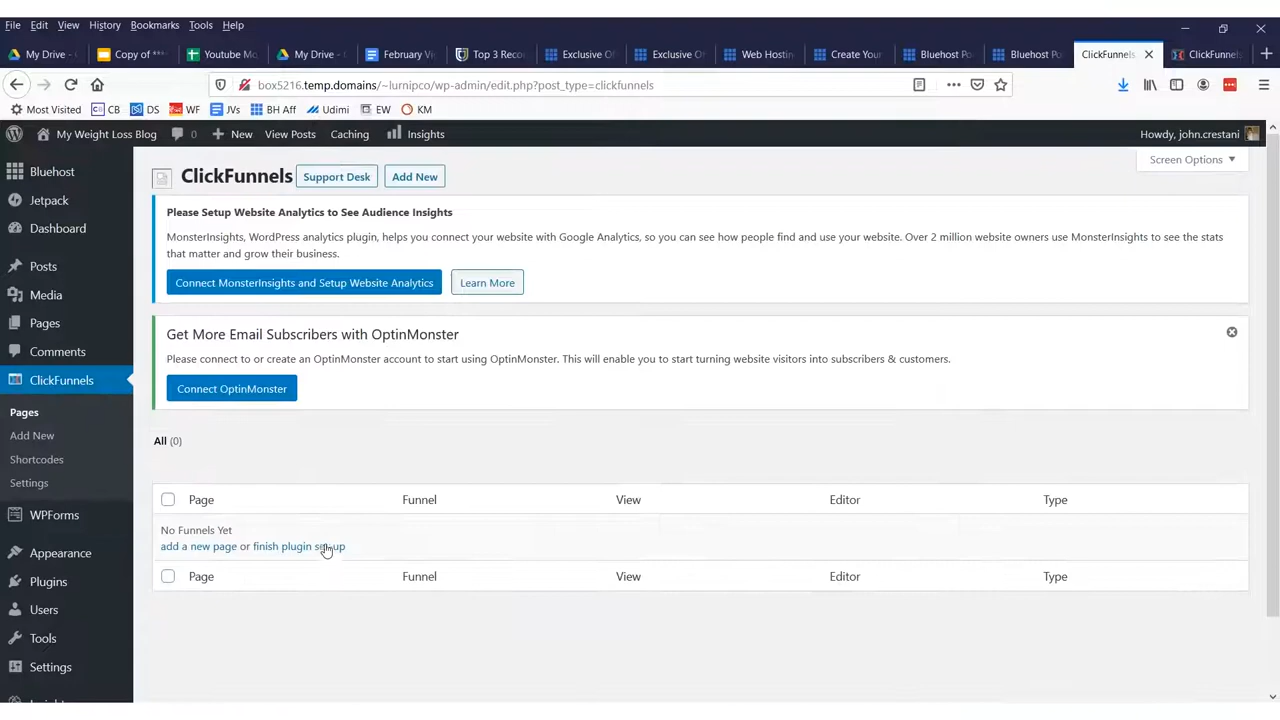 File Edit View History Bookmarks Tools Help
My Drive - Copy of *** Youtube Mo My Drive - February Vi Top 3 Reco Exclusive Of Exclusive Of Web Hosting Create Your Bluehost Po Bluehost Po ClickFunnels ClickFunnels
box5216.temp.domains/~lurnipco/wp-admin/edit.php?post_type=clickfunnels
Most Visited CB DS WF JVs BH Aff Udimi EW KM
My Weight Loss Blog 0 New View Posts Caching Insights Howdy, john.crestani
Screen Options
Bluehost
Jetpack
Dashboard
Posts
Media
Pages
Comments
ClickFunnels
Pages
Add New
Shortcodes
Settings
WPForms
Appearance
Plugins
Users
Tools
Settings
ClickFunnels Support Desk Add New
Please Setup Website Analytics to See Audience Insights
MonsterInsights, WordPress analytics plugin, helps you connect your website with Google Analytics, so you can see how people find and use your website. Over 2 million website owners use MonsterInsights to see the stats
that matter and grow their business.
Connect MonsterInsights and Setup Website Analytics Learn More
Get More Email Subscribers with OptinMonster
Please connect to or create an OptinMonster account to start using OptinMonster. This will enable you to start turning website visitors into subscribers & customers.
Connect OptinMonster
All (0)
Page Funnel View Editor Type
No Funnels Yet
add a new page or finish plugin set-up
Page Funnel View Editor Type